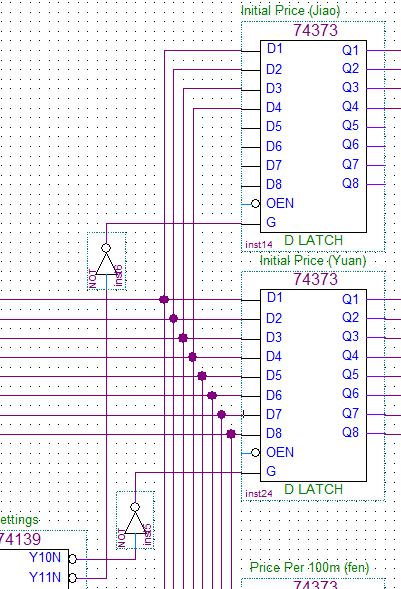 Initial Price (Jiao)
74373
D1 Q1
D2 Q2
D3 Q3
D4 Q4
D5 Q5
D6 Q6
D7 Q7
D8 Q8
OEN
G
inst14 D LATCH
NOT inst6
Initial Price (Yuan)
74373
D1 Q1
D2 Q2
D3 Q3
D4 Q4
D5 Q5
D6 Q6
D7 Q7
D8 Q8
OEN
G
inst24 D LATCH
NOT inst5
ettings
74139
Y10N
Y11N
Price Per 100m (fen)
74373